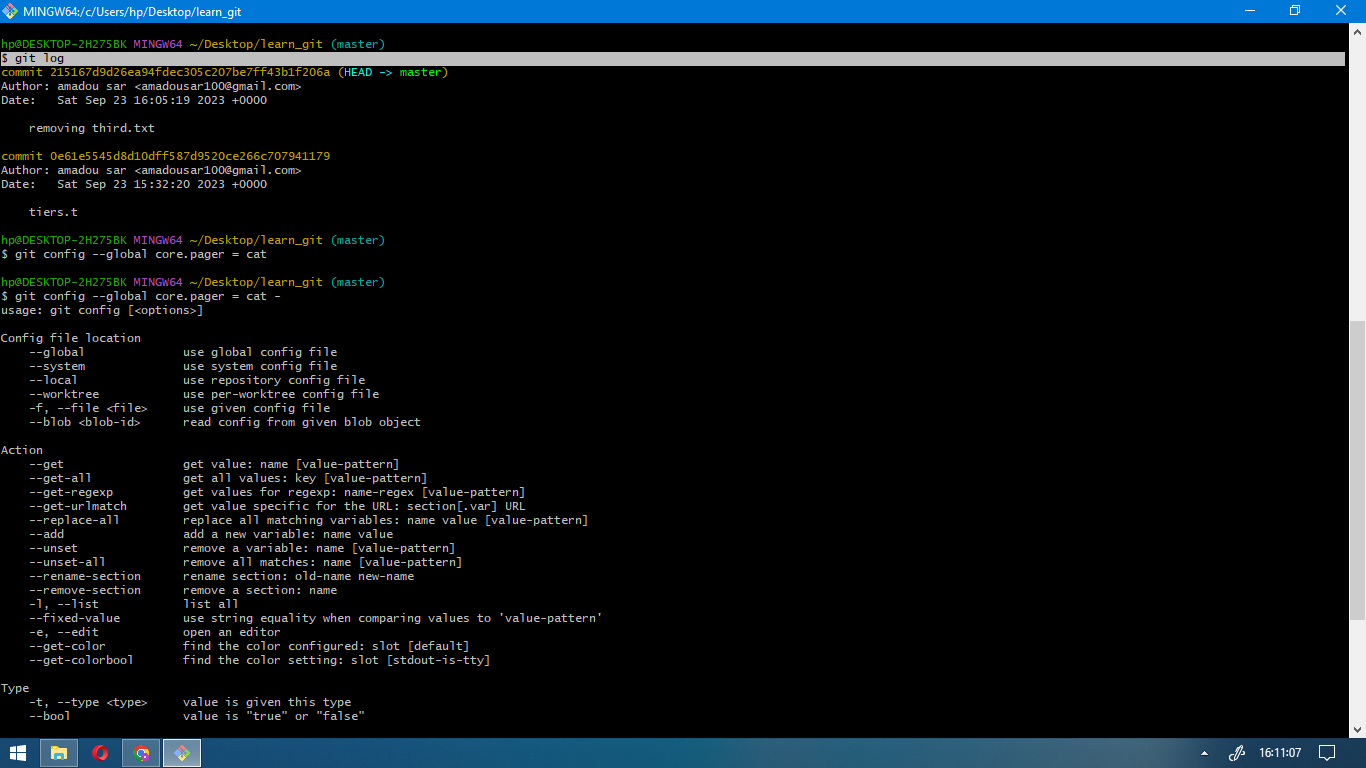 MINGW64:/c/Users/hp/Desktop/learn_git
hp@DESKTOP-2H275BK MINGW64 ~/Desktop/learn_git (master)
$ git log
commit 215167d9d26ea94fdec305c207be7ff43b1f206a (HEAD -> master)
Author: amadou sar <amadousar100@gmail.com>
Date:   Sat Sep 23 16:05:19 2023 +0000
    removing third.txt
commit 0e61e5545d8d10dff587d9520ce266c707941179
Author: amadou sar <amadousar100@gmail.com>
Date:   Sat Sep 23 15:32:20 2023 +0000
    tiers.t
hp@DESKTOP-2H275BK MINGW64 ~/Desktop/learn_git (master)
$ git config --global core.pager = cat
hp@DESKTOP-2H275BK MINGW64 ~/Desktop/learn_git (master)
$ git config --global core.pager = cat -
usage: git config [<options>]
Config file location
    --global              use global config file
    --system              use system config file
    --local               use repository config file
    --worktree            use per-worktree config file
    -f, --file <file>     use given config file
    --blob <blob-id>      read config from given blob object
Action
    --get                 get value: name [value-pattern]
    --get-all             get all values: key [value-pattern]
    --get-regexp          get values for regexp: name-regex [value-pattern]
    --get-urlmatch        get value specific for the URL: section[.var] URL
    --replace-all         replace all matching variables: name value [value-pattern]
    --add                 add a new variable: name value
    --unset               remove a variable: name [value-pattern]
    --unset-all           remove all matches: name [value-pattern]
    --rename-section      rename section: old-name new-name
    --remove-section      remove a section: name
    -l, --list            list all
    --fixed-value         use string equality when comparing values to 'value-pattern'
    -e, --edit            open an editor
    --get-color           find the color configured: slot [default]
    --get-colorbool       find the color setting: slot [stdout-is-tty]
Type
    -t, --type <type>     value is given this type
    --bool                value is "true" or "false"
16:11:07